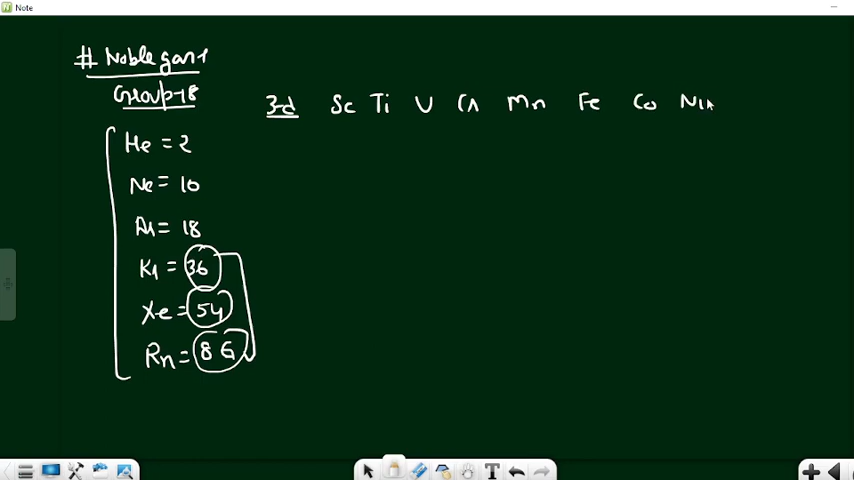 Note
# Noble gas
Group-18
3-d Sc Ti V Cr Mn Fe Co Ni
He = 2
Ne = 10
Ar = 18
Kr = 36
Xe = 54
Rn = 86
T